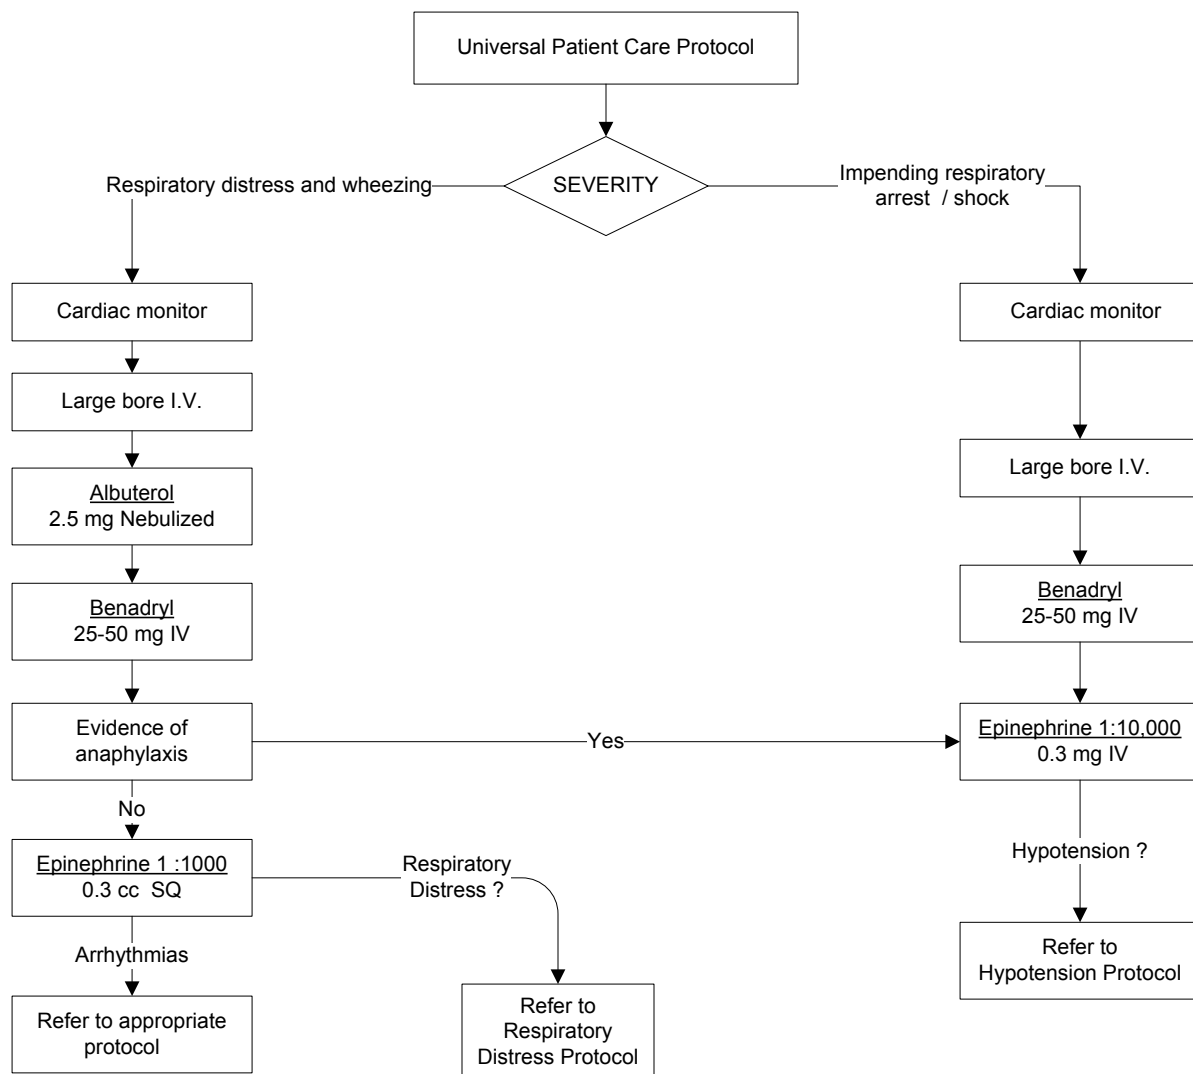 Universal Patient Care Protocol
SEVERITY
Respiratory distress and wheezing
Impending respiratory
arrest / shock
Cardiac monitor
Large bore I.V.
Albuterol
2.5 mg Nebulized
Benadryl
25-50 mg IV
Evidence of
anaphylaxis
Yes
No
Epinephrine 1 :1000
0.3 cc SQ
Respiratory
Distress ?
Arrhythmias
Refer to appropriate
protocol
Refer to
Respiratory
Distress Protocol
Cardiac monitor
Large bore I.V.
Benadryl
25-50 mg IV
Epinephrine 1:10,000
0.3 mg IV
Hypotension ?
Refer to
Hypotension Protocol